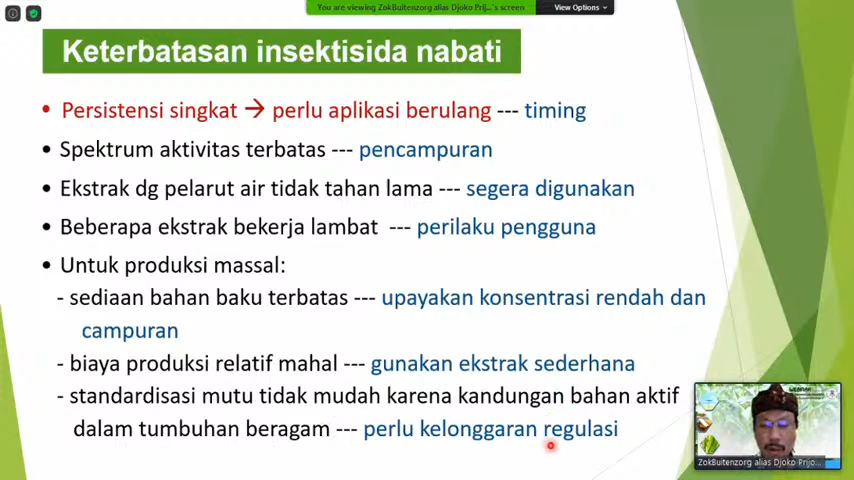 You are viewing ZokBuitenzorg alias Djoko Prij...'s screen
View Options
Keterbatasan insektisida nabati
• Persistensi singkat → perlu aplikasi berulang --- timing
• Spektrum aktivitas terbatas --- pencampuran
• Ekstrak dg pelarut air tidak tahan lama --- segera digunakan
• Beberapa ekstrak bekerja lambat --- perilaku pengguna
• Untuk produksi massal:
- sediaan bahan baku terbatas --- upayakan konsentrasi rendah dan
campuran
- biaya produksi relatif mahal --- gunakan ekstrak sederhana
- standardisasi mutu tidak mudah karena kandungan bahan aktif
dalam tumbuhan beragam --- perlu kelonggaran regulasi
WEBINAR
ZokBuitenzorg alias Djoko Prijo...